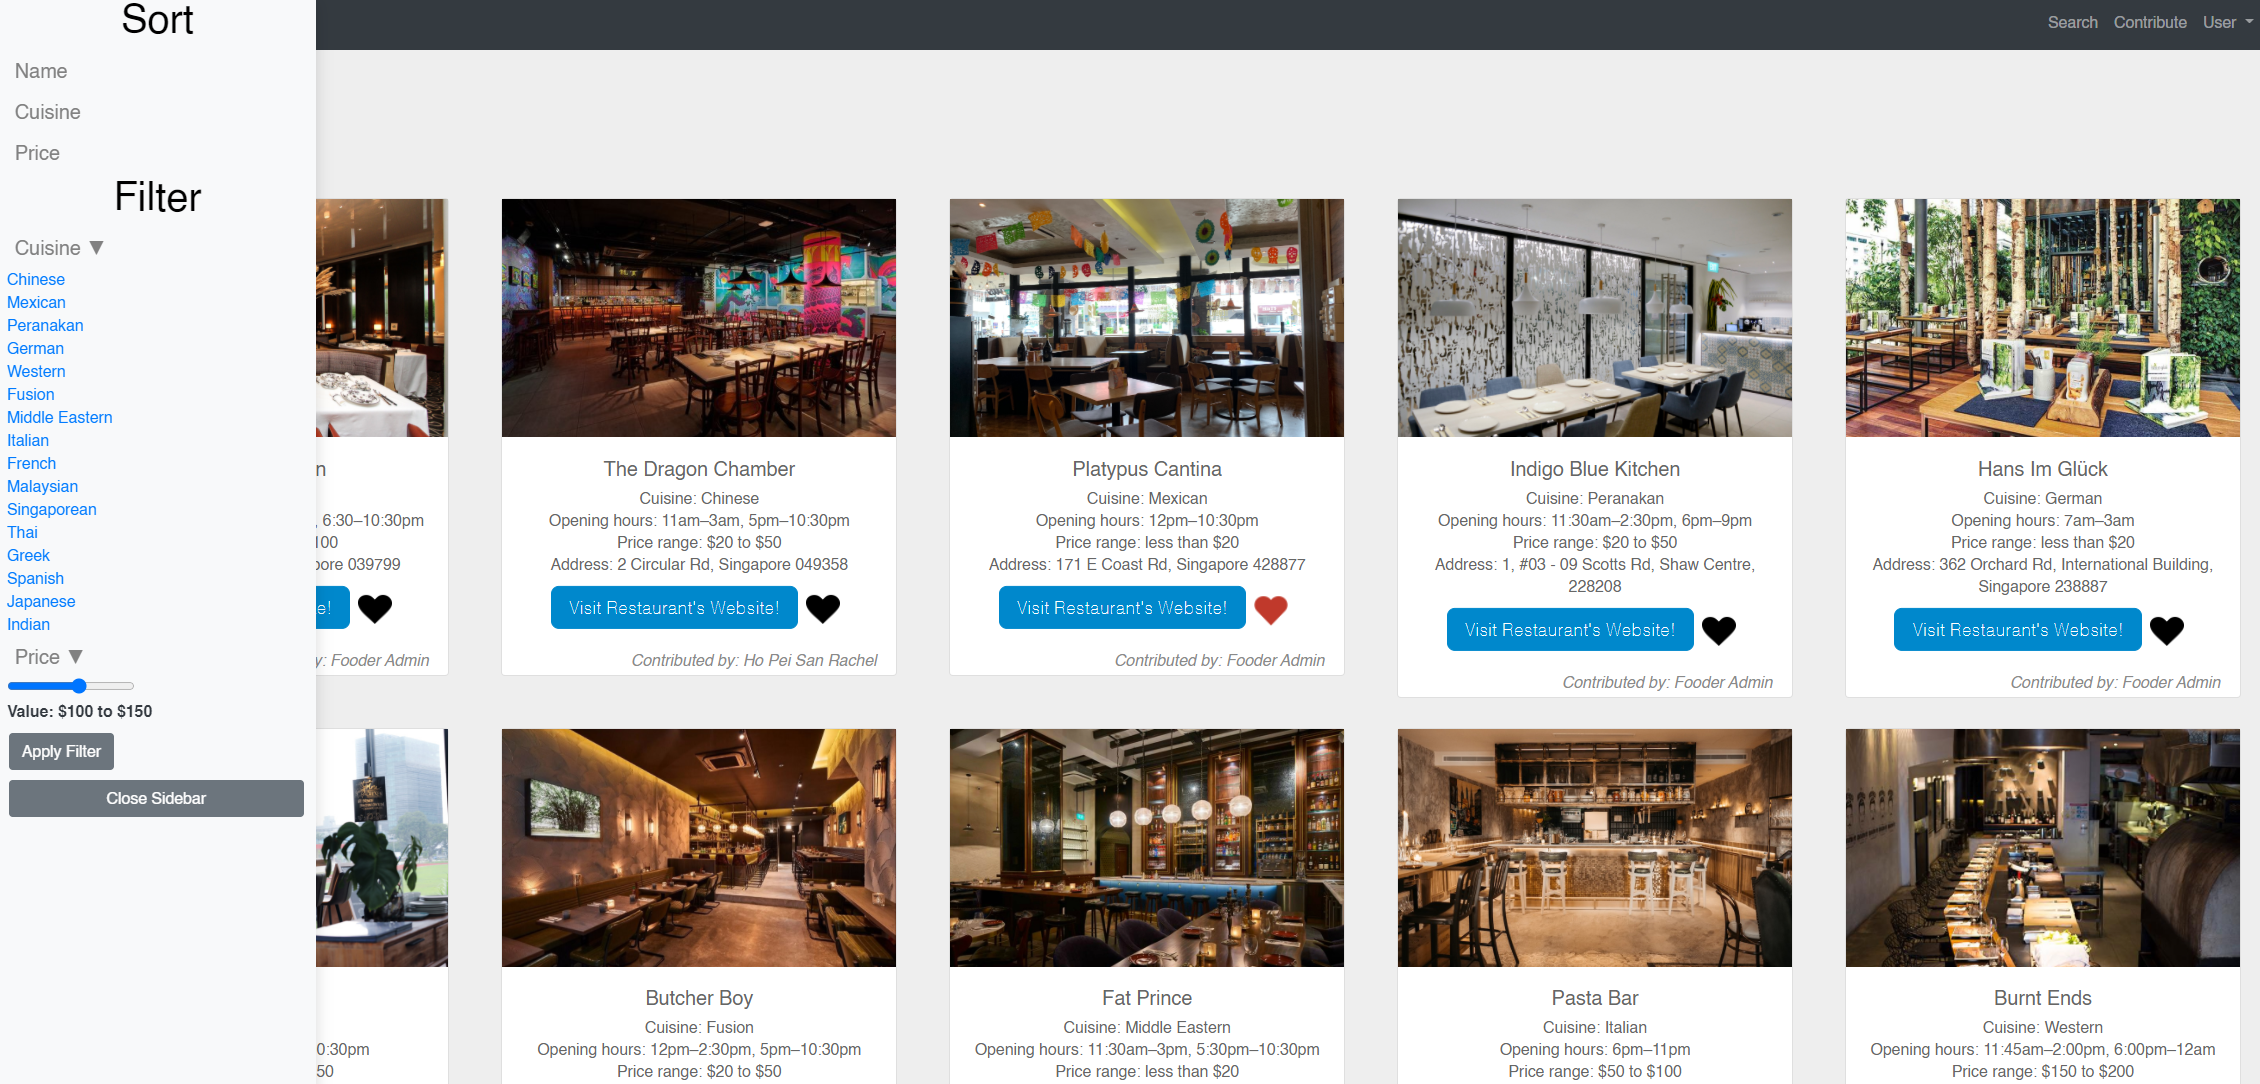 Sort
Search Contribute User
Name
Cuisine
Price
Filter
Cuisine ▼
Chinese
Mexican
Peranakan
German
Western
Fusion
Middle Eastern
Italian
French
Malaysian
Singaporean
Thai
Greek
Spanish
Japanese
Indian
Price ▼
Value: $100 to $150
Apply Filter
Close Sidebar
n
, 6:30–10:30pm
100
pore 039799
e!
y: Fooder Admin
The Dragon Chamber
Cuisine: Chinese
Opening hours: 11am–3am, 5pm–10:30pm
Price range: $20 to $50
Address: 2 Circular Rd, Singapore 049358
Visit Restaurant's Website!
Contributed by: Ho Pei San Rachel
Platypus Cantina
Cuisine: Mexican
Opening hours: 12pm–10:30pm
Price range: less than $20
Address: 171 E Coast Rd, Singapore 428877
Visit Restaurant's Website!
Contributed by: Fooder Admin
Indigo Blue Kitchen
Cuisine: Peranakan
Opening hours: 11:30am–2:30pm, 6pm–9pm
Price range: $20 to $50
Address: 1, #03 - 09 Scotts Rd, Shaw Centre,
228208
Visit Restaurant's Website!
Contributed by: Fooder Admin
Hans Im Glück
Cuisine: German
Opening hours: 7am–3am
Price range: less than $20
Address: 362 Orchard Rd, International Building,
Singapore 238887
Visit Restaurant's Website!
Contributed by: Fooder Admin
0:30pm
50
Butcher Boy
Cuisine: Fusion
Opening hours: 12pm–2:30pm, 5pm–10:30pm
Price range: $20 to $50
Fat Prince
Cuisine: Middle Eastern
Opening hours: 11:30am–3pm, 5:30pm–10:30pm
Price range: less than $20
Pasta Bar
Cuisine: Italian
Opening hours: 6pm–11pm
Price range: $50 to $100
Burnt Ends
Cuisine: Western
Opening hours: 11:45am–2:00pm, 6:00pm–12am
Price range: $150 to $200